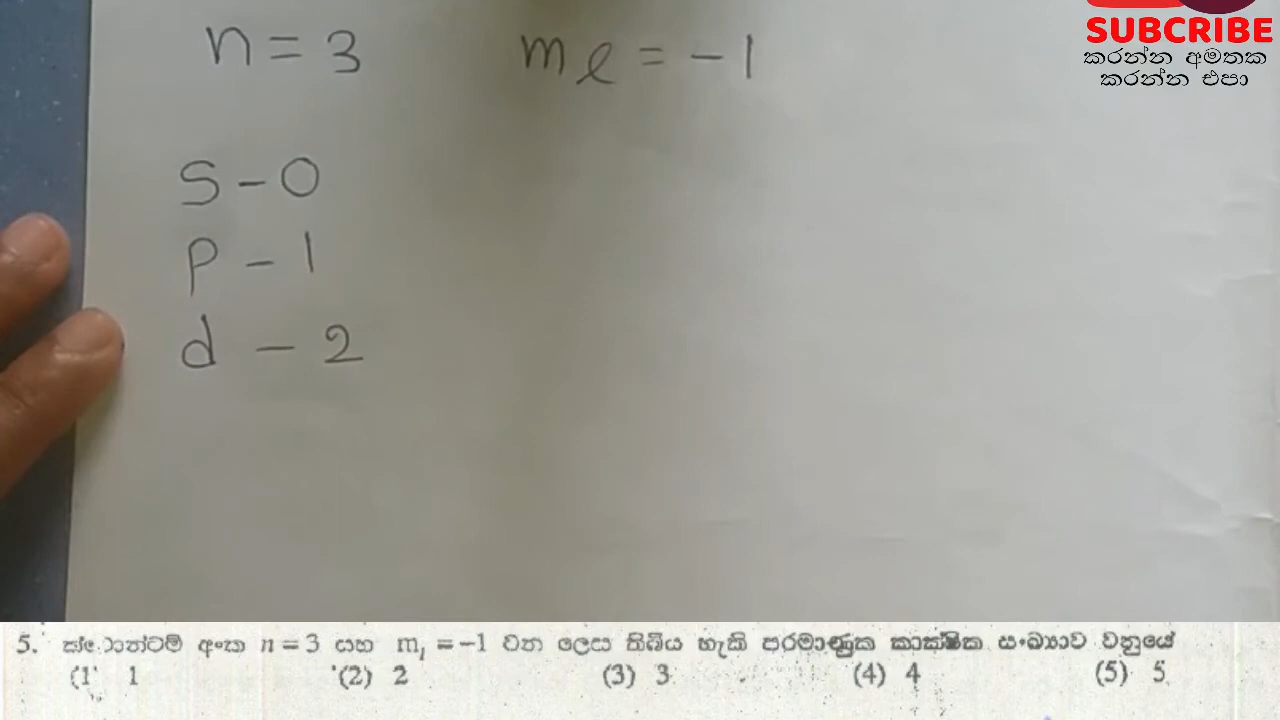 SUBCRIBE
කරන්න අමතක
කරන්න එපා
n = 3 mℓ = -1
S - 0
P - 1
d - 2
5. ක්වොන්ටම් අංක n = 3 සහ ml = -1 වන ලෙස තිබිය හැකි පරමාණුක කාක්ෂික සංඛ්‍යාව වනුයේ
(1) 1 (2) 2 (3) 3 (4) 4 (5) 5